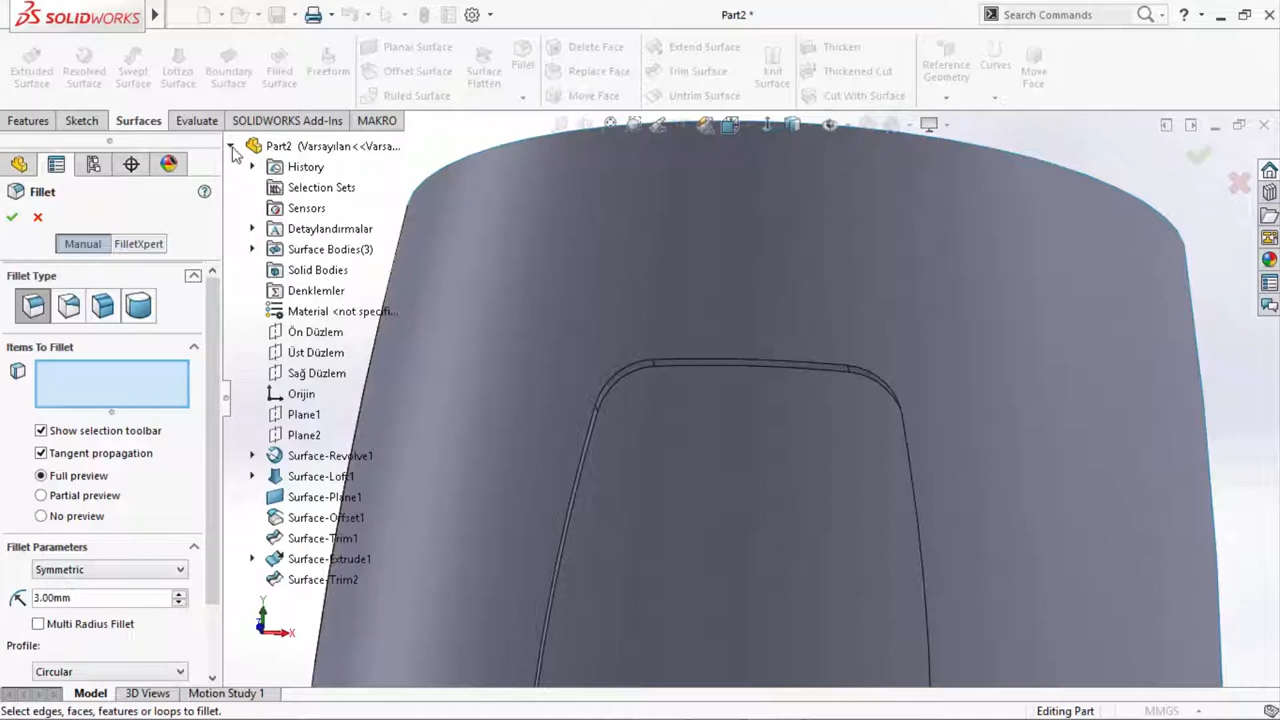 SOLIDWORKS
Part2 *
Search Commands
?
Extruded Surface
Revolved Surface
Swept Surface
Lofted Surface
Boundary Surface
Filled Surface
Freeform
Planar Surface
Offset Surface
Ruled Surface
Surface Flatten
Fillet
Delete Face
Replace Face
Move Face
Extend Surface
Trim Surface
Untrim Surface
Knit Surface
Thicken
Thickened Cut
Cut With Surface
Reference Geometry
Curves
Move Face
Features
Sketch
Surfaces
Evaluate
SOLIDWORKS Add-Ins
MAKRO
Fillet
?
Manual
FilletXpert
Fillet Type
Items To Fillet
Show selection toolbar
Tangent propagation
Full preview
Partial preview
No preview
Fillet Parameters
Symmetric
3.00mm
Multi Radius Fillet
Profile:
Circular
Part2 (Varsayılan<<Varsa...
History
Selection Sets
Sensors
Detaylandırmalar
Surface Bodies(3)
Solid Bodies
Denklemler
Material <not specifi...
Ön Düzlem
Üst Düzlem
Sağ Düzlem
Orijin
Plane1
Plane2
Surface-Revolve1
Surface-Loft1
Surface-Plane1
Surface-Offset1
Surface-Trim1
Surface-Extrude1
Surface-Trim2
Y
X
Model
3D Views
Motion Study 1
Select edges, faces, features or loops to fillet.
Editing Part
MMGS